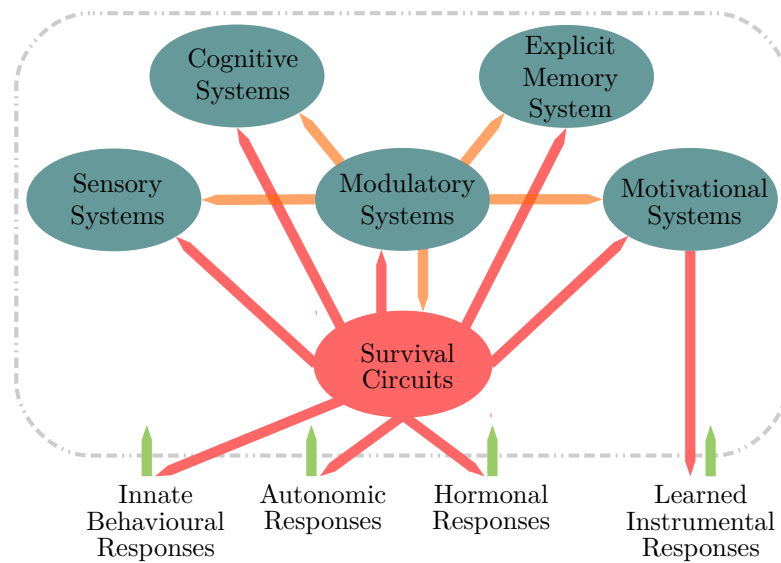 Cognitive
Systems
Explicit
Memory
System
Sensory
Systems
Modulatory
Systems
Motivational
Systems
Survival
Circuits
Innate
Behavioural
Responses
Autonomic
Responses
Hormonal
Responses
Learned
Instrumental
Responses